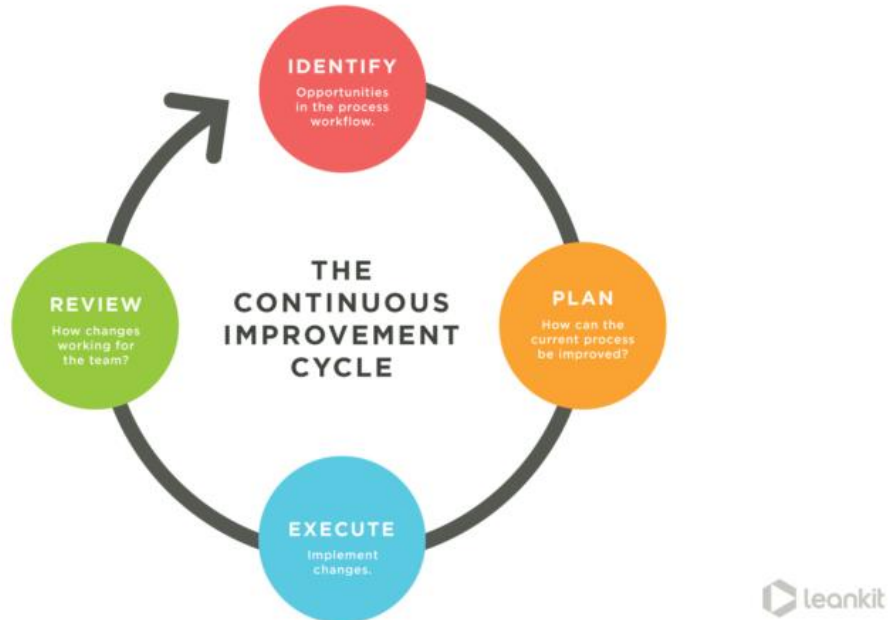 IDENTIFY
Opportunities
in the process
workflow.
PLAN
How can the
current process
be improved?
EXECUTE
Implement
changes.
REVIEW
How changes
working for
the team?
THE
CONTINUOUS
IMPROVEMENT
CYCLE
leankit